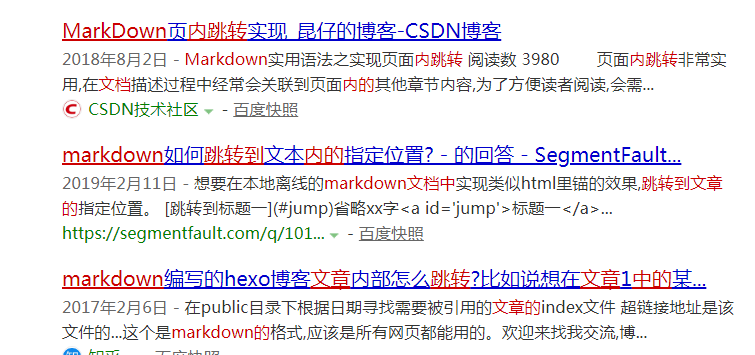 MarkDown页内跳转实现_昆仔的博客-CSDN博客
2018年8月2日 - Markdown实用语法之实现页面内跳转 阅读数 3980 页面内跳转非常实
用,在文档描述过程中经常会关联到页面内的其他章节内容,为了方便读者阅读,会需...
CSDN技术社区 - 百度快照
markdown如何跳转到文本内的指定位置? - 的回答 - SegmentFault...
2019年2月11日 - 想要在本地离线的markdown文档中实现类似html里锚的效果,跳转到文章
的指定位置。 [跳转到标题一](#jump)省略xx字<a id='jump'>标题一</a>...
https://segmentfault.com/q/101... - 百度快照
markdown编写的hexo博客文章内部怎么跳转?比如说想在文章1中的某...
2017年2月6日 - 在public目录下根据日期寻找需要被引用的文章的index文件 超链接地址是该
文件的...这个是markdown的格式,应该是所有网页都能用的。欢迎来找我交流,博...
知乎 - 百度快照